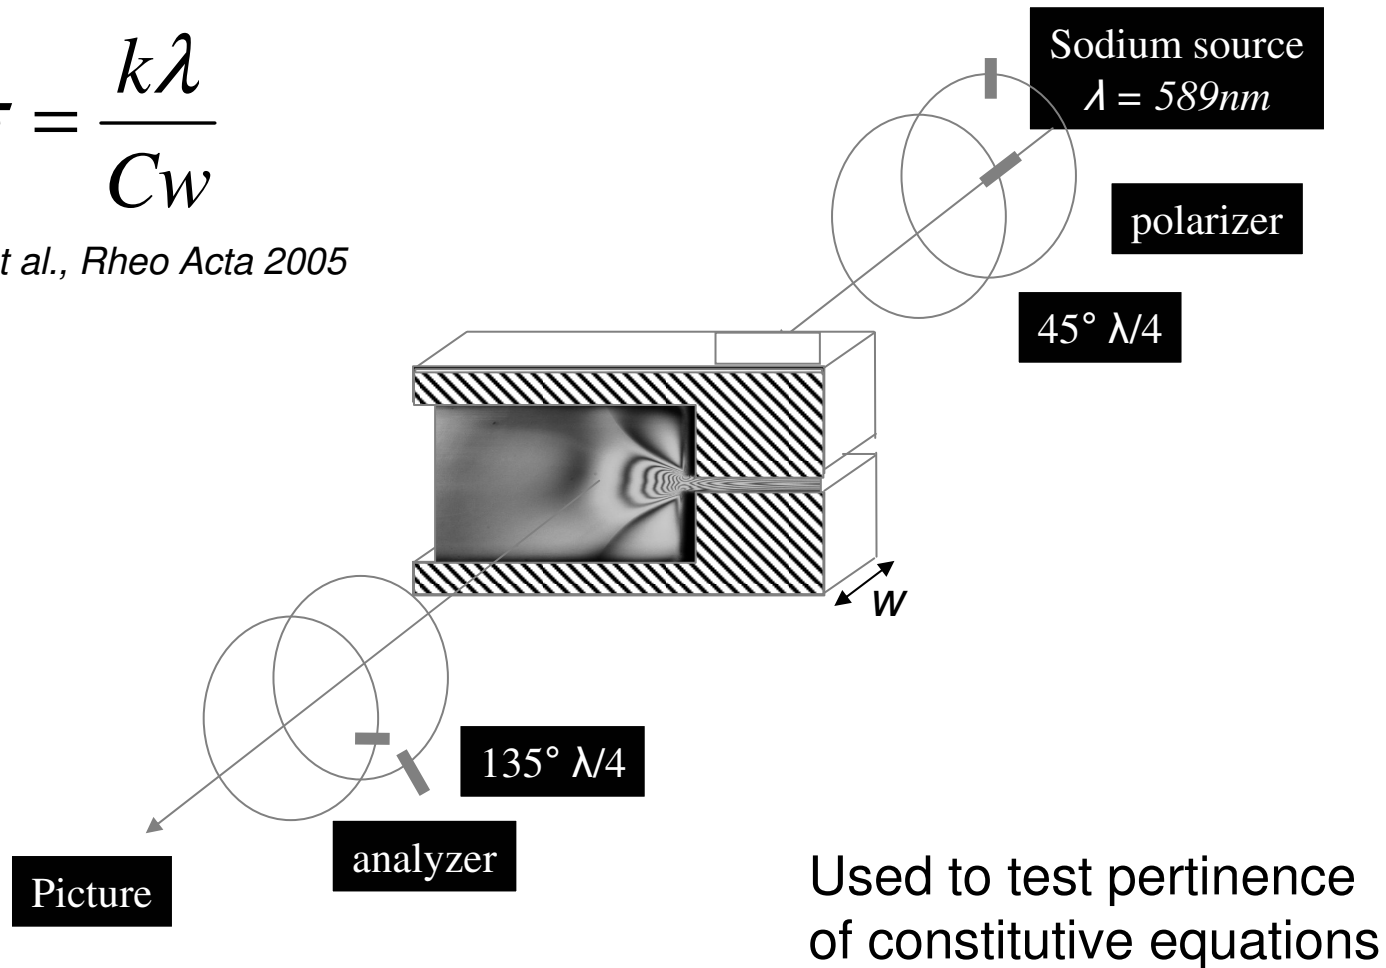 = kλ / Cw
t al., Rheo Acta 2005
Sodium source
λ = 589nm
polarizer
45° λ/4
w
135° λ/4
analyzer
Picture
Used to test pertinence
of constitutive equations